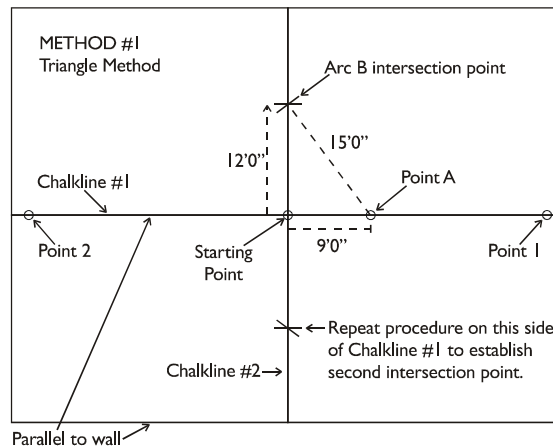 METHOD #1
Triangle Method
Arc B intersection point
12'0”
15'0”
Chalkline #1
Point A
Point 2
Starting
Point
9'0”
Point 1
Repeat procedure on this side
of Chalkline #1 to establish
second intersection point.
Chalkline #2
Parallel to wall